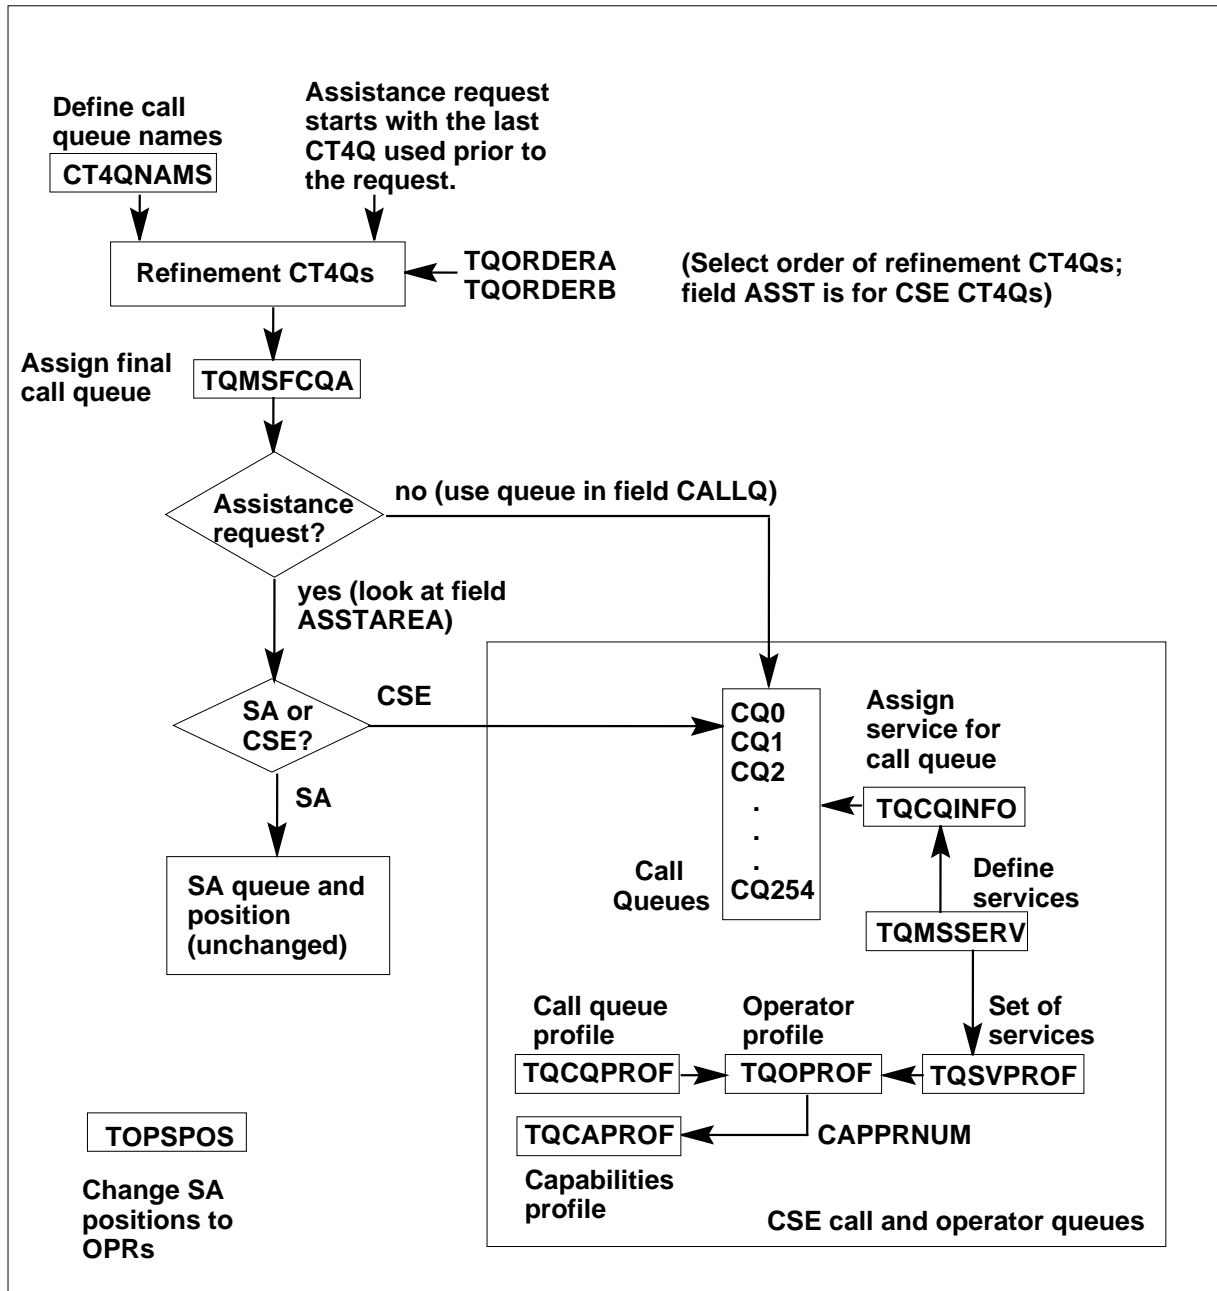 Define call
queue names
CT4QNAMS
Assistance request
starts with the last
CT4Q used prior to
the request.
Refinement CT4Qs
TQORDERA
TQORDERB
(Select order of refinement CT4Qs;
field ASST is for CSE CT4Qs)
Assign final
call queue
TQMSFCQA
Assistance
request?
no (use queue in field CALLQ)
yes (look at field
ASSTAREA)
SA or
CSE?
CSE
SA
SA queue and
position
(unchanged)
CQ0
CQ1
CQ2
.
.
.
CQ254
Call
Queues
Assign
service for
call queue
TQCQINFO
Define
services
TQMSSERV
Set of
services
TQSVPROF
Call queue
profile
TQCQPROF
Operator
profile
TQOPROF
TQCAPROF
CAPPRNUM
Capabilities
profile
CSE call and operator queues
TOPSPOS
Change SA
positions to
OPRs